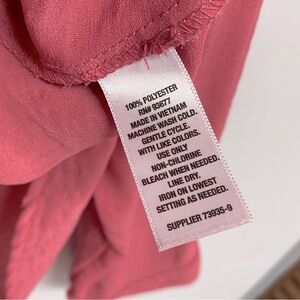 100% POLYESTER
RN# 93677
MADE IN VIETNAM
MACHINE WASH COLD.
GENTLE CYCLE.
WITH LIKE COLORS.
USE ONLY
NON-CHLORINE
BLEACH WHEN NEEDED.
LINE DRY.
IRON ON LOWEST
SETTING AS NEEDED.
SUPPLIER 73935-9